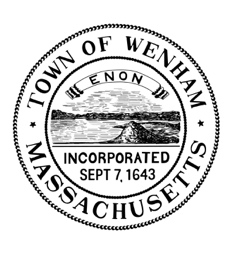 TOWN OF WENHAM
ENON
INCORPORATED
SEPT 7, 1643
MASSACHUSETTS